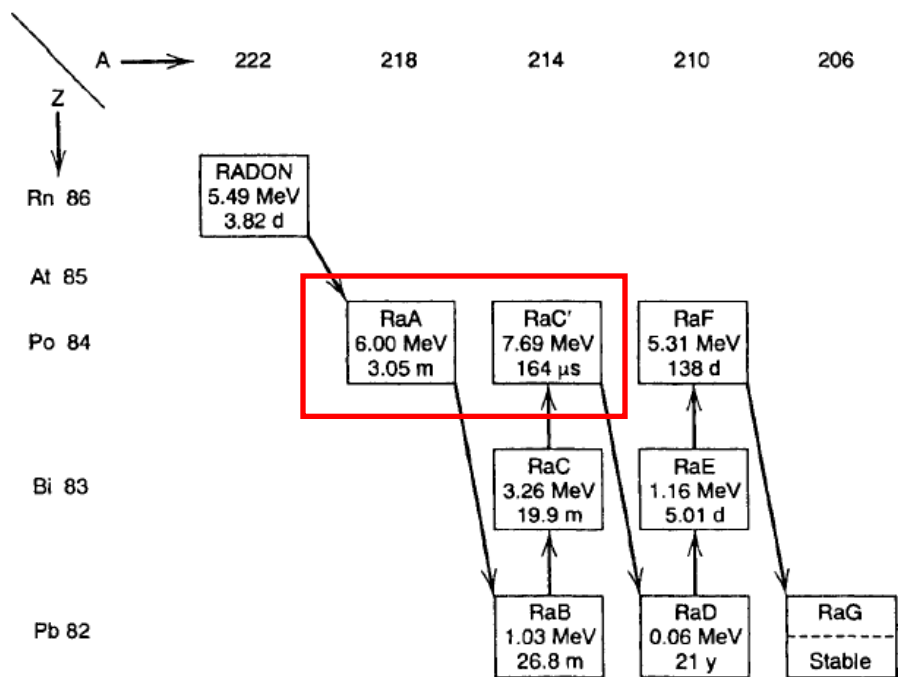 A 222 218 214 210 206
Z
RADON
Rn 86 5.49 MeV
3.82 d
At 85
RaA RaC′ RaF
Po 84 6.00 MeV 7.69 MeV 5.31 MeV
3.05 m 164 μs 138 d
RaC RaE
Bi 83 3.26 MeV 1.16 MeV
19.9 m 5.01 d
RaB RaD RaG
Pb 82 1.03 MeV 0.06 MeV
26.8 m 21 y Stable